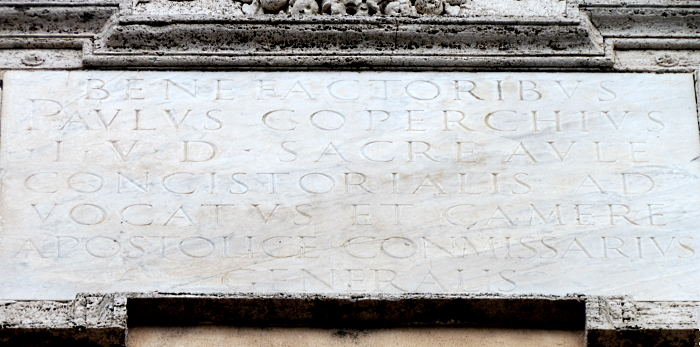 BENEFACTORIBVS
PAVLVS COPERCHIVS
· I · V · D · SACRE AVLE
CONCISTORIALIS AD
VOCATVS ET CAMERE
APOSTOLICE COMMISSARIVS
GENERALIS